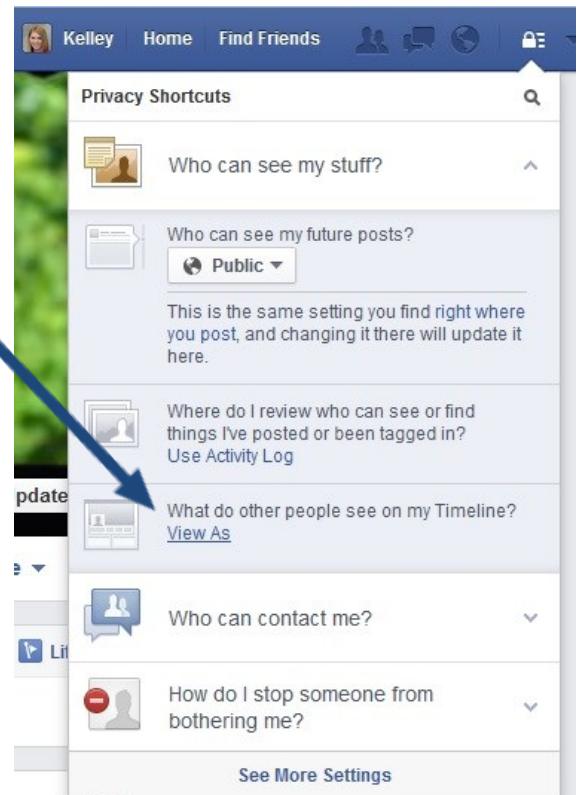 Kelley Home Find Friends
Privacy Shortcuts
Who can see my stuff?
Who can see my future posts?
Public
This is the same setting you find right where
you post, and changing it there will update it
here.
Where do I review who can see or find
things I've posted or been tagged in?
Use Activity Log
pdate
What do other people see on my Timeline?
View As
Who can contact me?
How do I stop someone from
bothering me?
See More Settings